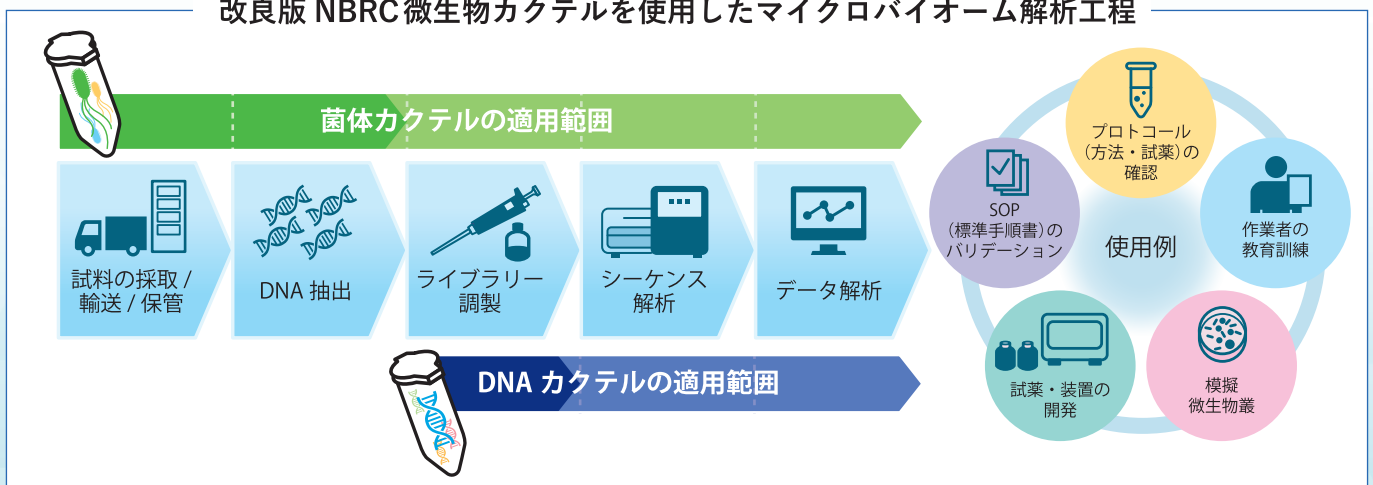 改良版 NBRC微生物カクテルを使用したマイクロバイオーム解析工程
菌体カクテルの適用範囲
試料の採取 /
輸送 / 保管
DNA 抽出
ライブラリー
調製
シーケンス
解析
データ解析
DNA カクテルの適用範囲
プロトコール
（方法・試薬）の
確認
SOP
（標準手順書）の
バリデーション
使用例
作業者の
教育訓練
試薬・装置の
開発
模擬
微生物叢